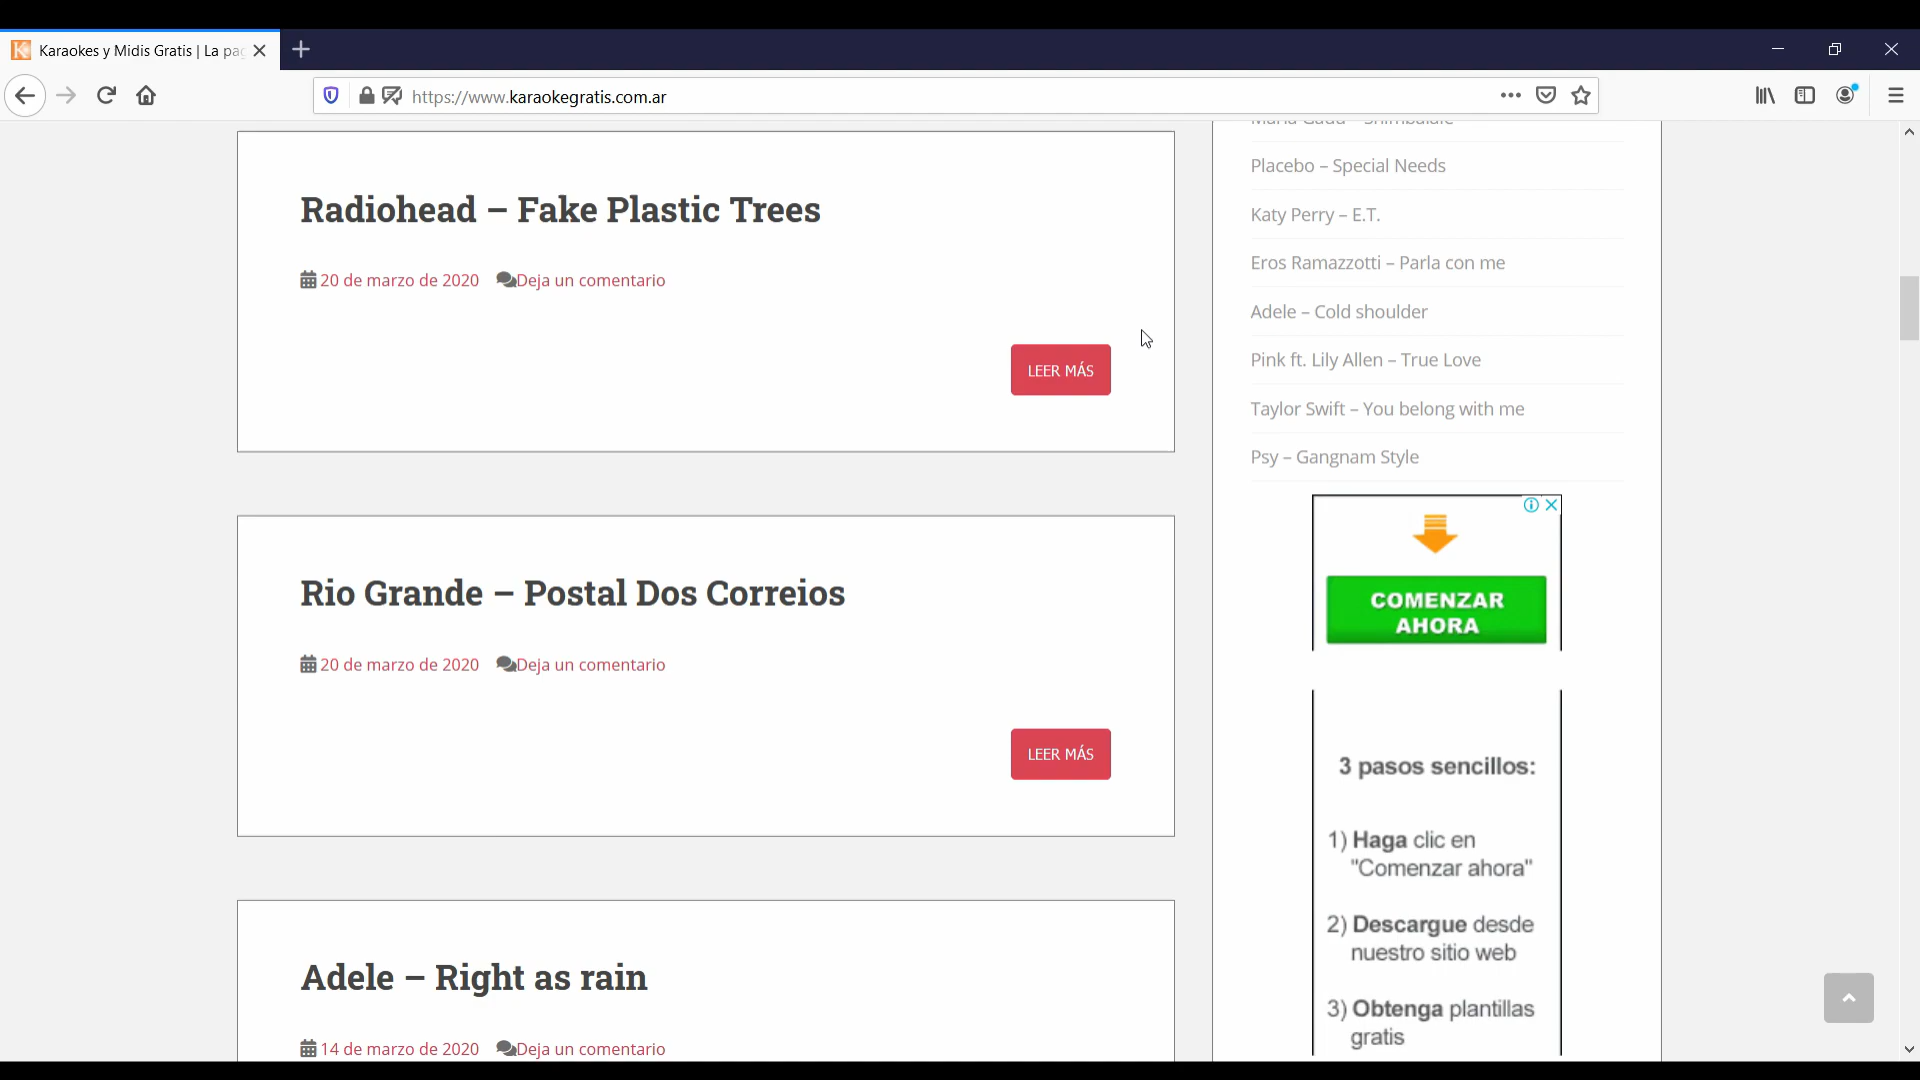 Karaokes y Midis Gratis | La pag
https://www.karaokegratis.com.ar
Radiohead – Fake Plastic Trees
20 de marzo de 2020 Deja un comentario
LEER MÁS
Rio Grande – Postal Dos Correios
20 de marzo de 2020 Deja un comentario
LEER MÁS
Adele – Right as rain
14 de marzo de 2020 Deja un comentario
Placebo – Special Needs
Katy Perry – E.T.
Eros Ramazzotti – Parla con me
Adele – Cold shoulder
Pink ft. Lily Allen – True Love
Taylor Swift – You belong with me
Psy – Gangnam Style
COMENZAR
AHORA
3 pasos sencillos:
1) Haga clic en
"Comenzar ahora"
2) Descargue desde
nuestro sitio web
3) Obtenga plantillas
gratis